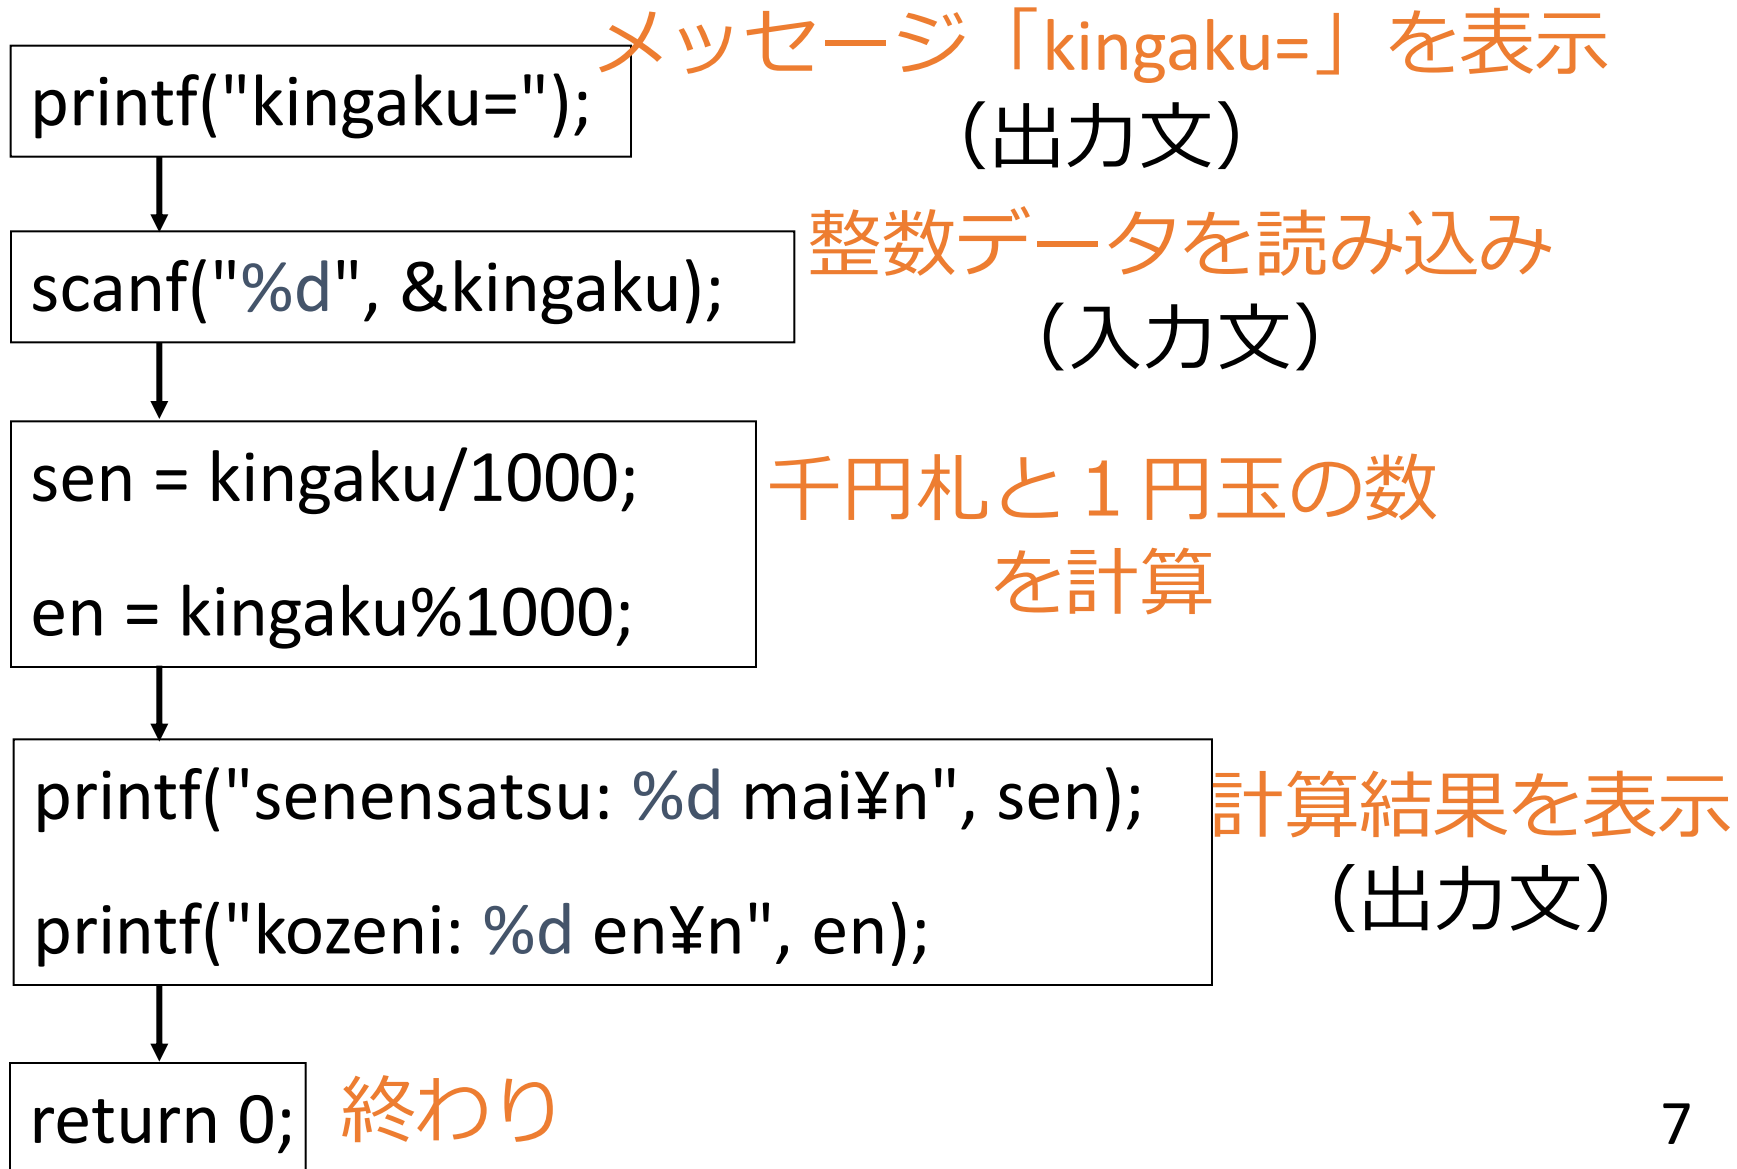 メッセージ「kingaku=」を表示
printf("kingaku=");
（出力文）
整数データを読み込み
scanf("%d", &kingaku);
（入力文）
sen = kingaku/1000;
千円札と１円玉の数
を計算
en = kingaku%1000;
printf("senensatsu: %d mai¥n", sen);
計算結果を表示
（出力文）
printf("kozeni: %d en¥n", en);
return 0;
終わり
7